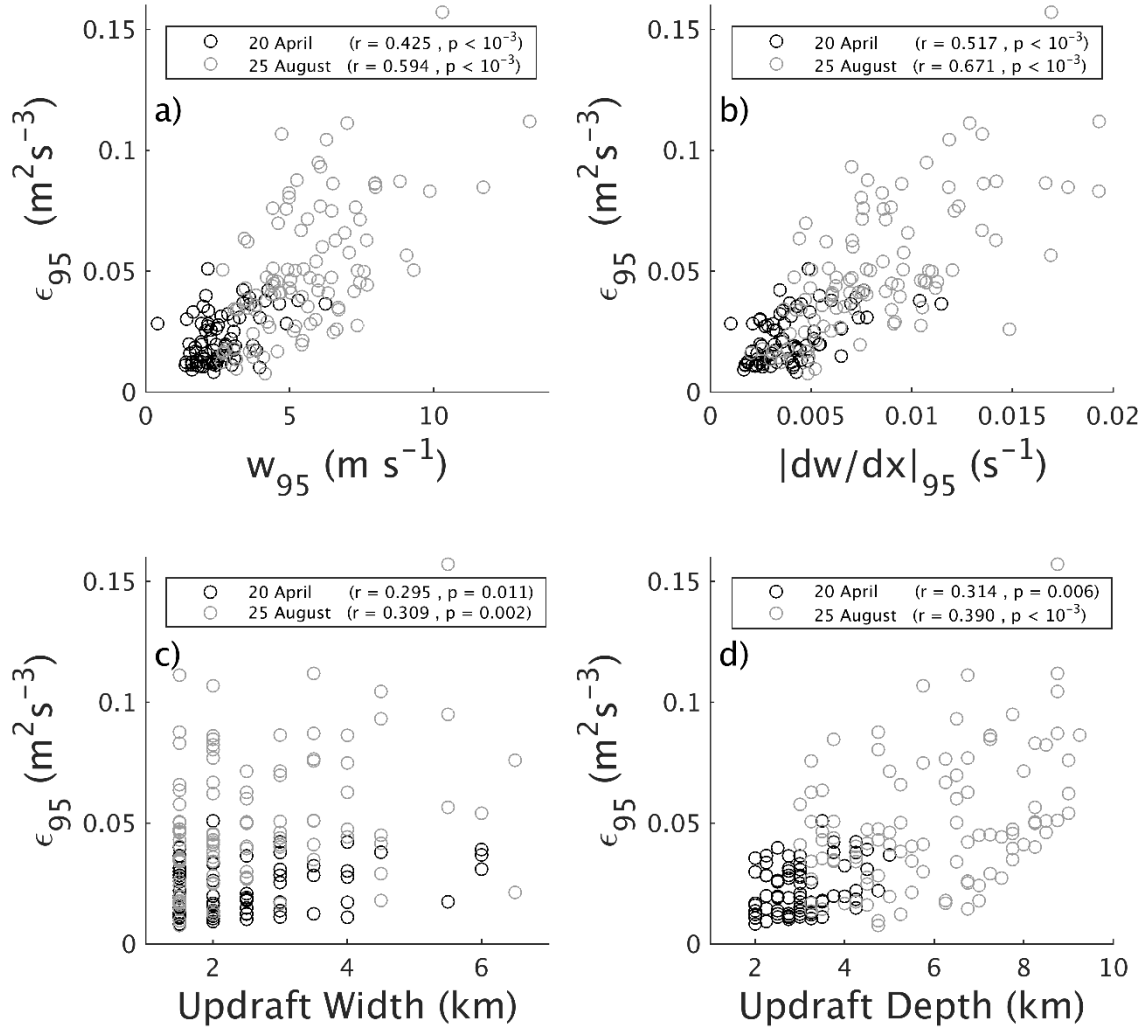 0.15
20 April (r = 0.425 , p < 10⁻³)
25 August (r = 0.594 , p < 10⁻³)
a)
0.1
0.05
0
ϵ₉₅ (m²s⁻³)
0 5 10
w₉₅ (m s⁻¹)
0.15
20 April (r = 0.517 , p < 10⁻³)
25 August (r = 0.671 , p < 10⁻³)
b)
0.1
0.05
0
ϵ₉₅ (m²s⁻³)
0 0.005 0.01 0.015 0.02
|dw/dx|₉₅ (s⁻¹)
0.15
20 April (r = 0.295 , p = 0.011)
25 August (r = 0.309 , p = 0.002)
c)
0.1
0.05
0
ϵ₉₅ (m²s⁻³)
2 4 6
Updraft Width (km)
0.15
20 April (r = 0.314 , p = 0.006)
25 August (r = 0.390 , p < 10⁻³)
d)
0.1
0.05
0
ϵ₉₅ (m²s⁻³)
2 4 6 8 10
Updraft Depth (km)